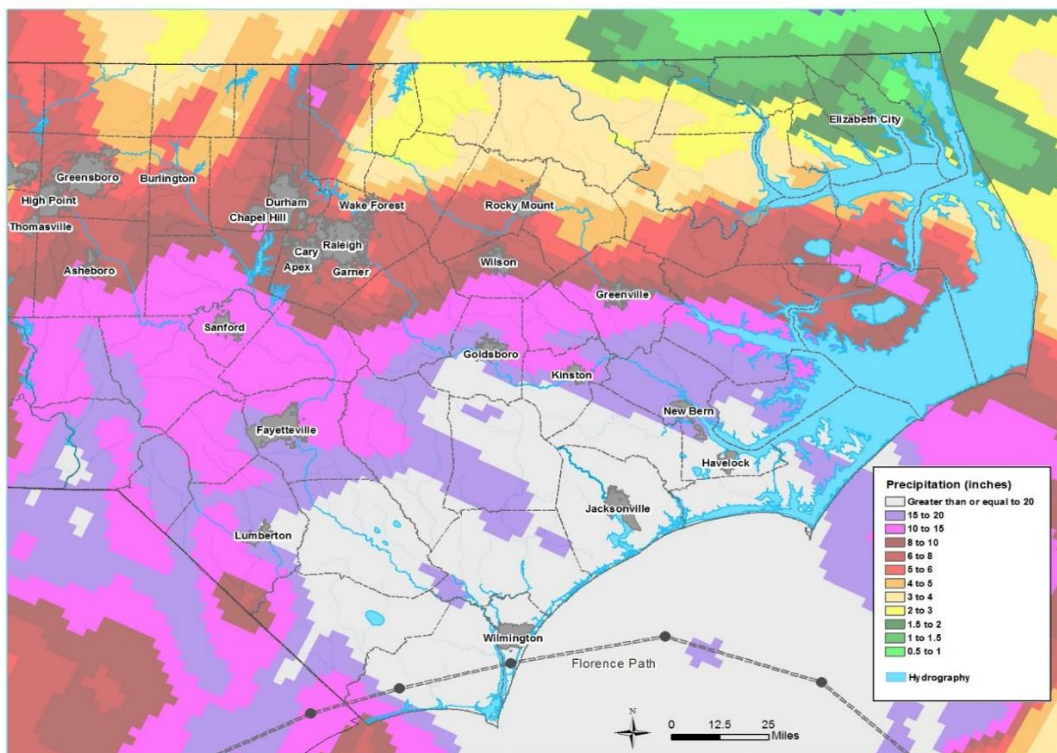 Elizabeth City
Greensboro
Burlington
High Point
Durham
Wake Forest
Rocky Mount
Chapel Hill
Thomasville
Raleigh
Cary
Apex
Garner
Wilson
Asheboro
Greenville
Sanford
Goldsboro
Kinston
New Bern
Fayetteville
Havelock
Jacksonville
Lumberton
Wilmington
Florence Path
Precipitation (inches)
Greater than or equal to 20
15 to 20
10 to 15
8 to 10
6 to 8
5 to 6
4 to 5
3 to 4
2 to 3
1.5 to 2
1 to 1.5
0.5 to 1
Hydrography
N
0 12.5 25
Miles